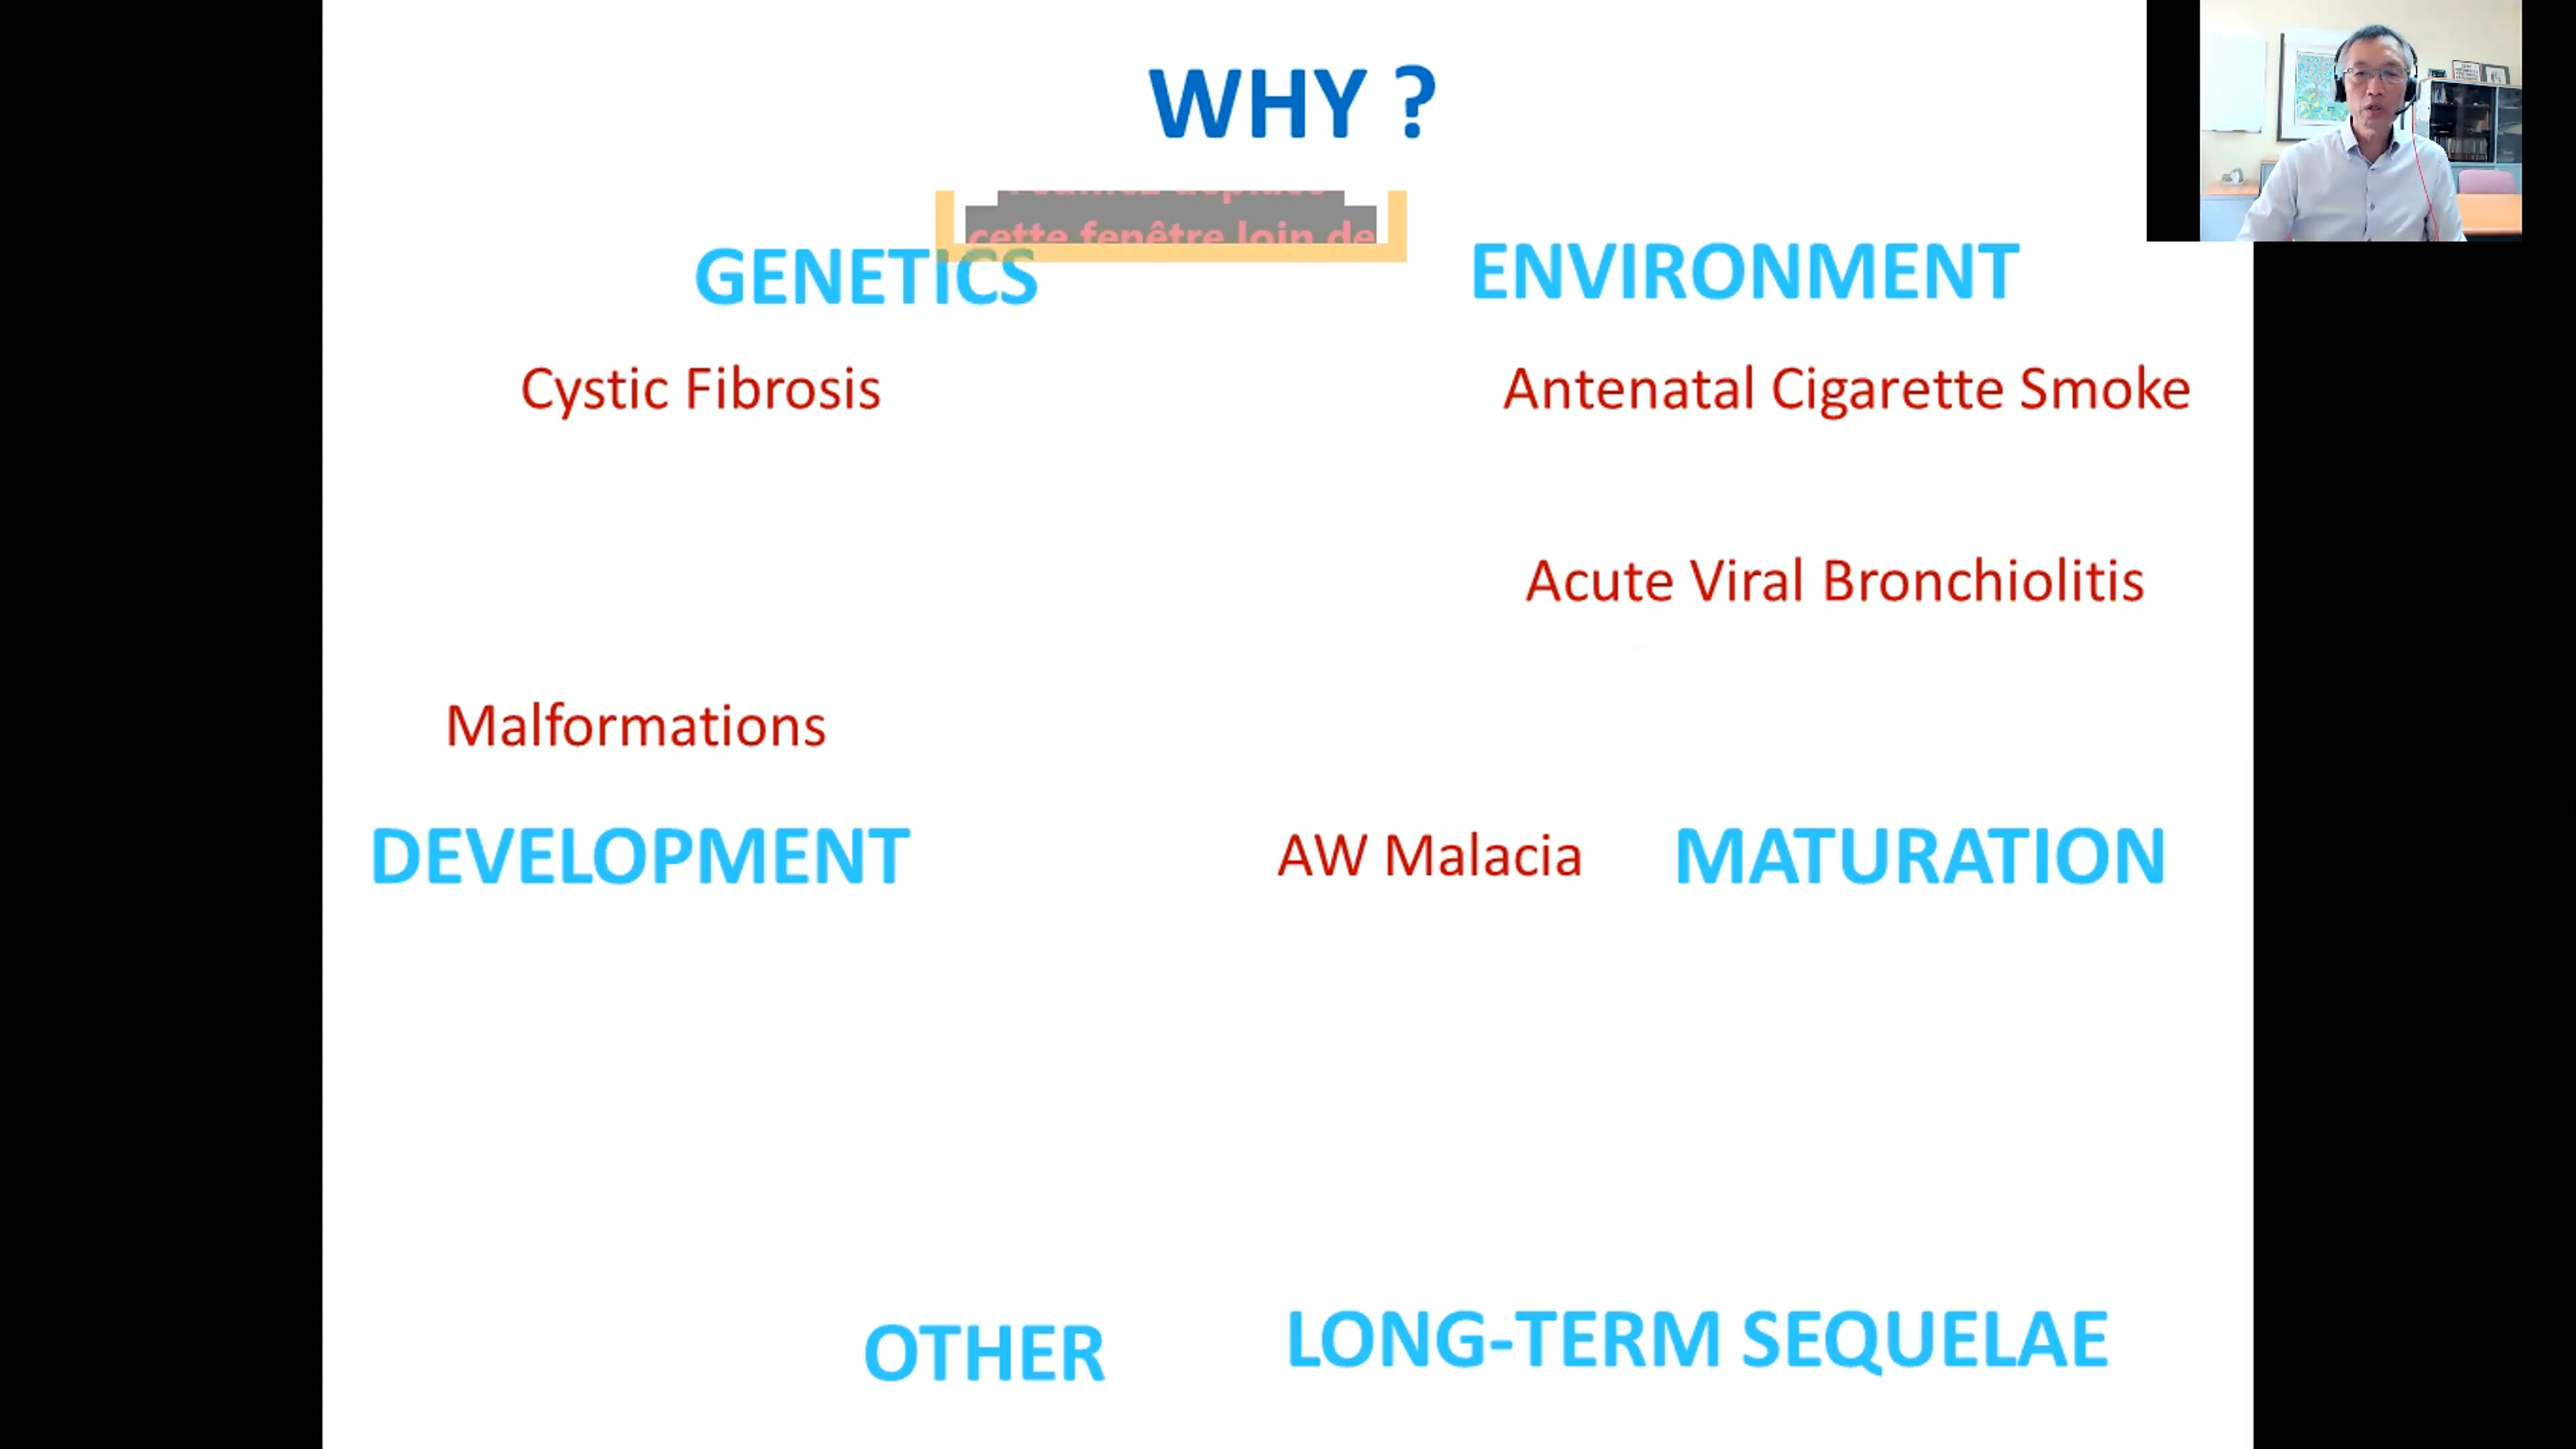 WHY ?
cette fenêtre loin de
GENETICS
ENVIRONMENT
Cystic Fibrosis
Antenatal Cigarette Smoke
Acute Viral Bronchiolitis
Malformations
DEVELOPMENT
AW Malacia
MATURATION
OTHER
LONG-TERM SEQUELAE